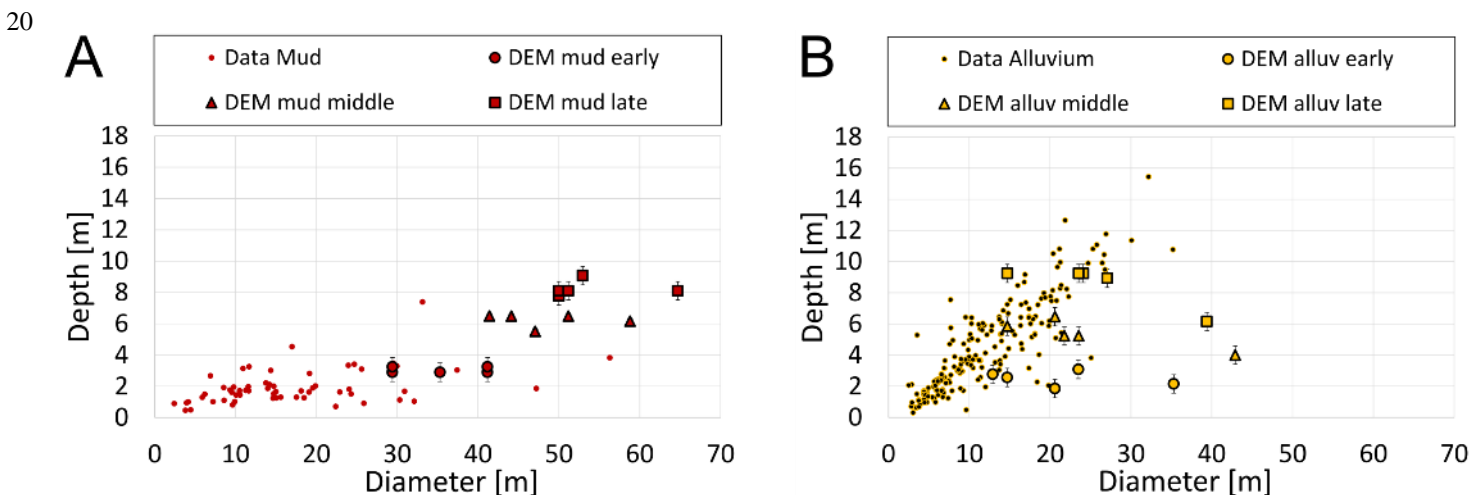 20
A
Data Mud
DEM mud early
DEM mud middle
DEM mud late
18
16
14
12
10
8
6
4
2
0
Depth [m]
0 10 20 30 40 50 60 70
Diameter [m]
B
Data Alluvium
DEM alluv early
DEM alluv middle
DEM alluv late
18
16
14
12
10
8
6
4
2
0
Depth [m]
0 10 20 30 40 50 60 70
Diameter [m]